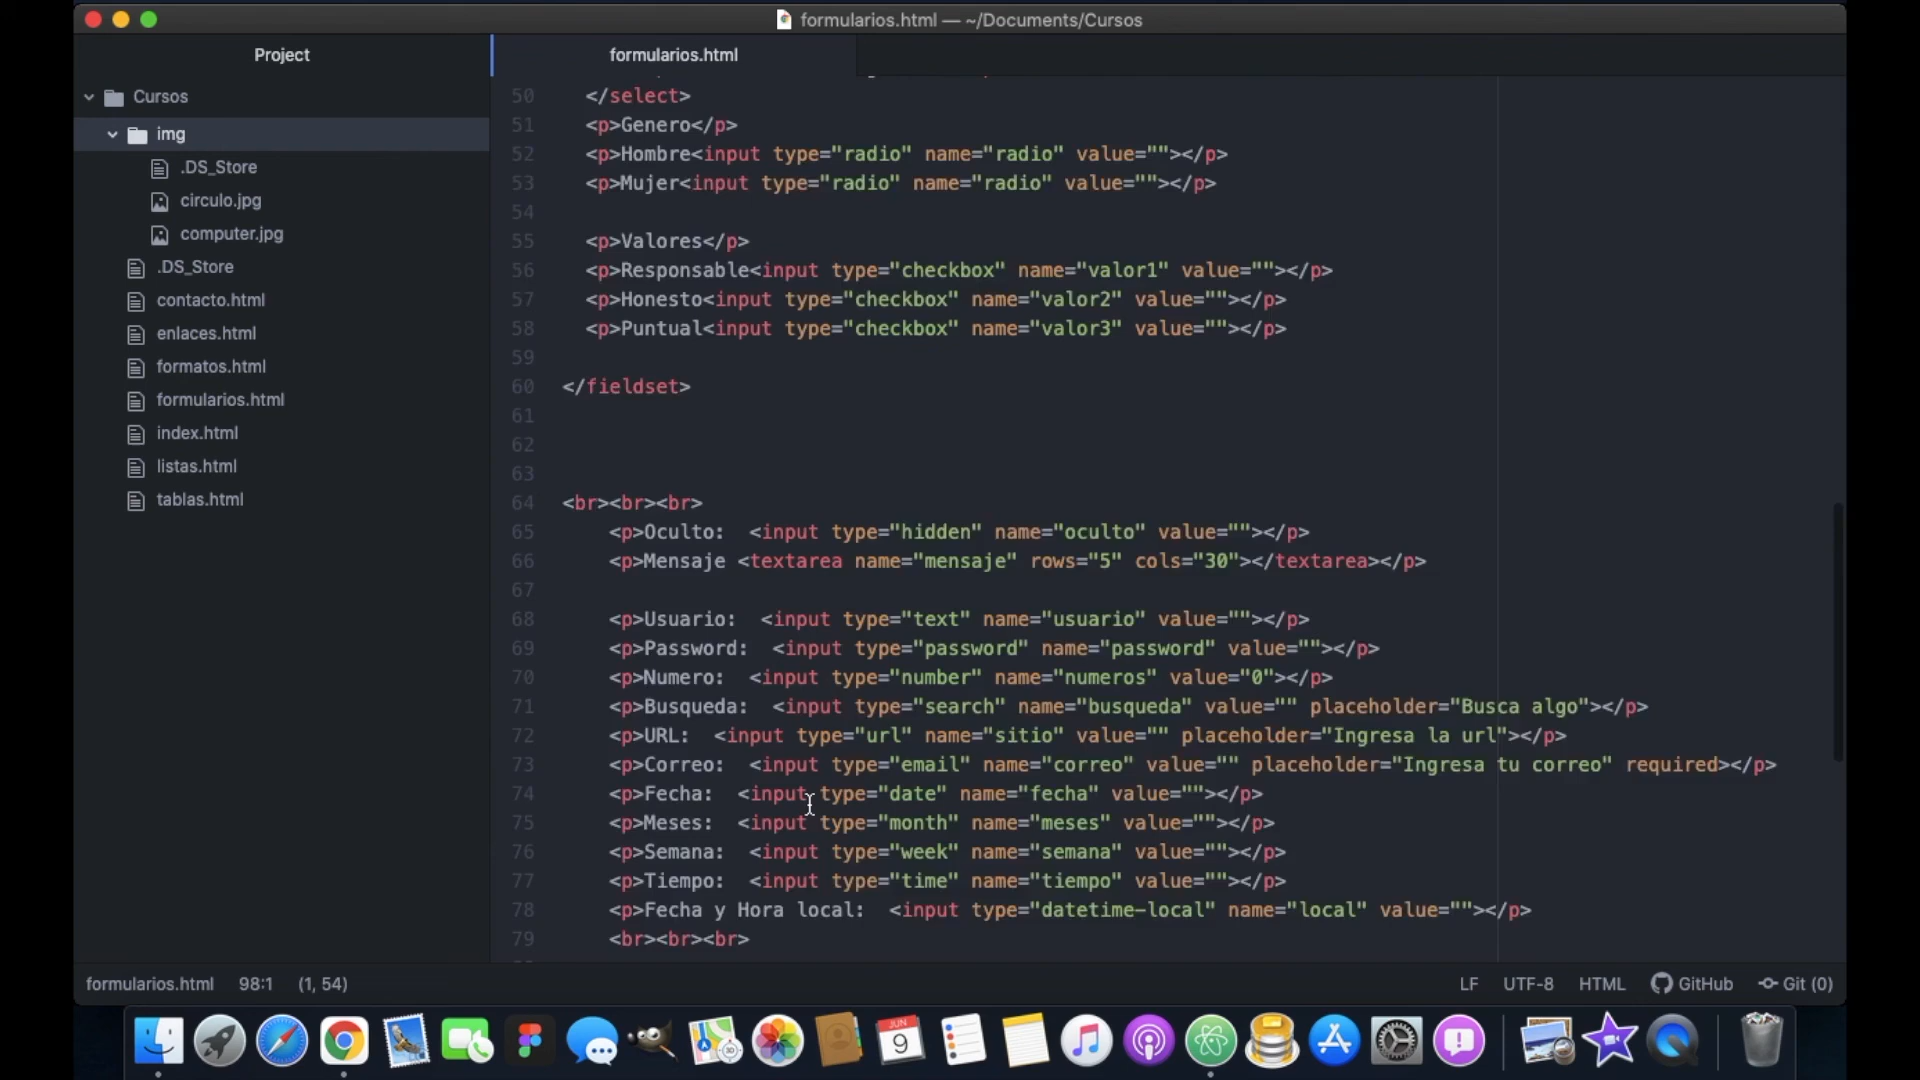 formularios.html — ~/Documents/Cursos
Project
formularios.html
Cursos
img
.DS_Store
circulo.jpg
computer.jpg
.DS_Store
contacto.html
enlaces.html
formatos.html
formularios.html
index.html
listas.html
tablas.html
50 </select>
51 <p>Genero</p>
52 <p>Hombre<input type="radio" name="radio" value=""></p>
53 <p>Mujer<input type="radio" name="radio" value=""></p>
54
55 <p>Valores</p>
56 <p>Responsable<input type="checkbox" name="valor1" value=""></p>
57 <p>Honesto<input type="checkbox" name="valor2" value=""></p>
58 <p>Puntual<input type="checkbox" name="valor3" value=""></p>
59
60 </fieldset>
61
62
63
64 <br><br><br>
65 <p>Oculto:  <input type="hidden" name="oculto" value=""></p>
66 <p>Mensaje <textarea name="mensaje" rows="5" cols="30"></textarea></p>
67
68 <p>Usuario:  <input type="text" name="usuario" value=""></p>
69 <p>Password:  <input type="password" name="password" value=""></p>
70 <p>Numero:  <input type="number" name="numeros" value="0"></p>
71 <p>Busqueda:  <input type="search" name="busqueda" value="" placeholder="Busca algo"></p>
72 <p>URL:  <input type="url" name="sitio" value="" placeholder="Ingresa la url"></p>
73 <p>Correo:  <input type="email" name="correo" value="" placeholder="Ingresa tu correo" required></p>
74 <p>Fecha:  <input type="date" name="fecha" value=""></p>
75 <p>Meses:  <input type="month" name="meses" value=""></p>
76 <p>Semana:  <input type="week" name="semana" value=""></p>
77 <p>Tiempo:  <input type="time" name="tiempo" value=""></p>
78 <p>Fecha y Hora local:  <input type="datetime-local" name="local" value=""></p>
79 <br><br><br>
formularios.html 98:1 (1, 54) LF UTF-8 HTML GitHub Git (0)
JUN
9